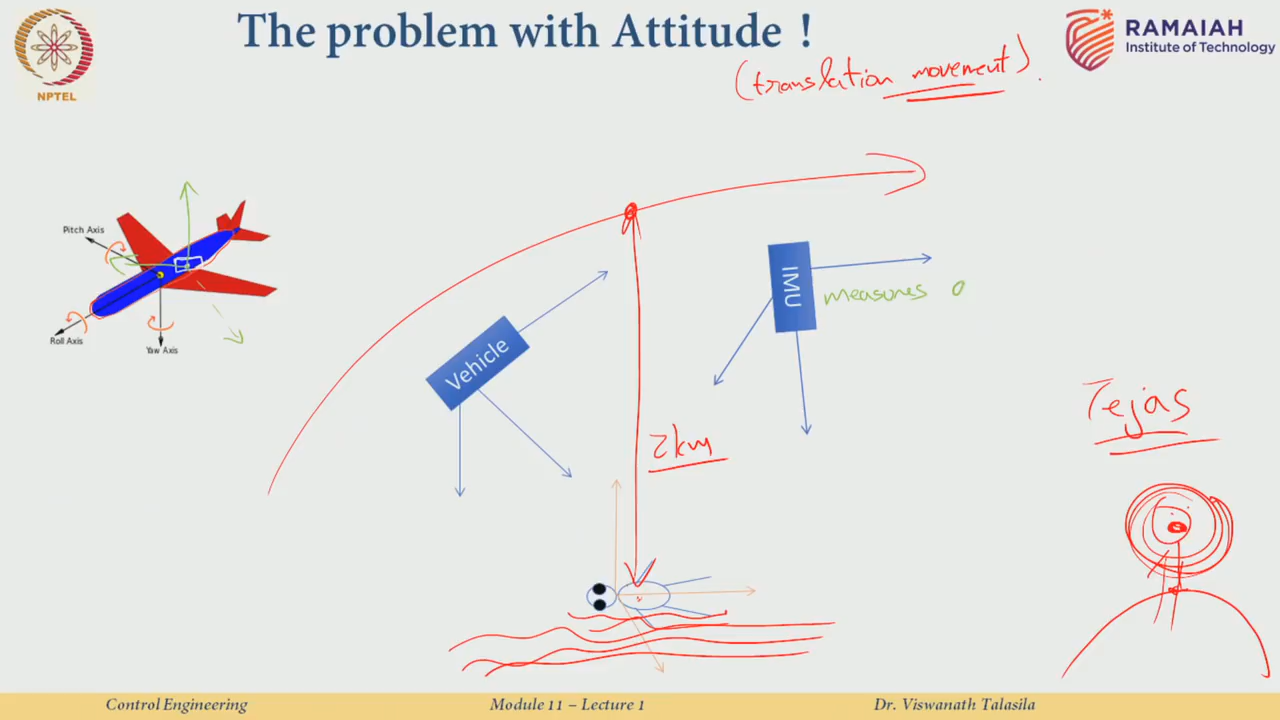 The problem with Attitude !
NPTEL
RAMAIAH
Institute of Technology
(translation movement).
Pitch Axis
Roll Axis
Yaw Axis
Vehicle
IMU
measures o
2km
Tejas
Control Engineering
Module 11 – Lecture 1
Dr. Viswanath Talasila